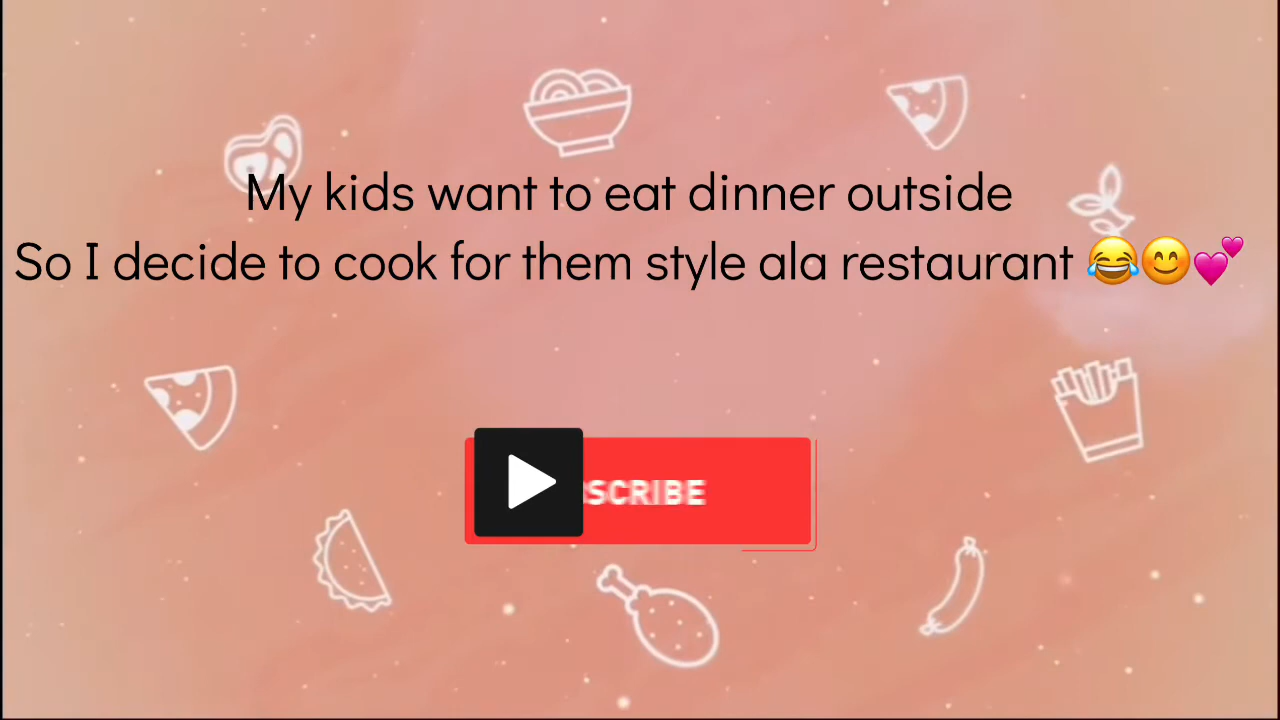 My kids want to eat dinner outside
So I decide to cook for them style ala restaurant 😂😊💕
SCRIBE